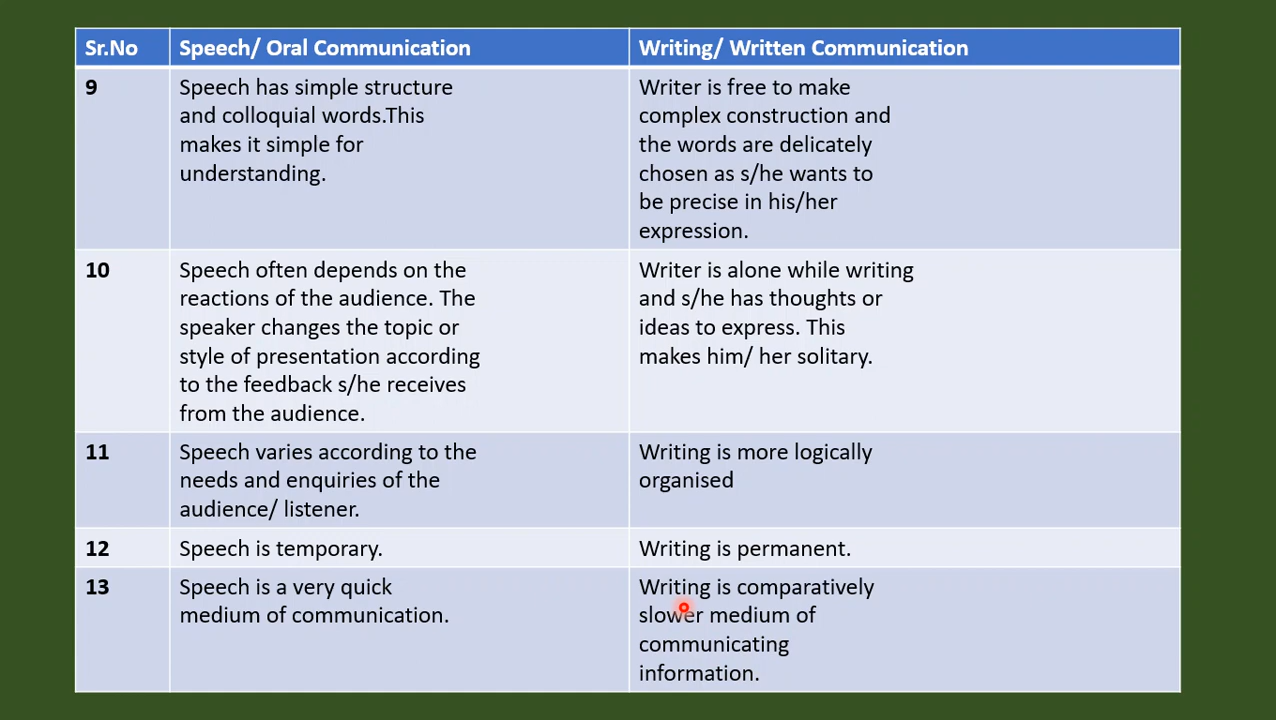 Sr.No
Speech/ Oral Communication
Writing/ Written Communication
9
Speech has simple structure
and colloquial words.This
makes it simple for
understanding.
Writer is free to make
complex construction and
the words are delicately
chosen as s/he wants to
be precise in his/her
expression.
10
Speech often depends on the
reactions of the audience. The
speaker changes the topic or
style of presentation according
to the feedback s/he receives
from the audience.
Writer is alone while writing
and s/he has thoughts or
ideas to express. This
makes him/ her solitary.
11
Speech varies according to the
needs and enquiries of the
audience/ listener.
Writing is more logically
organised
12
Speech is temporary.
Writing is permanent.
13
Speech is a very quick
medium of communication.
Writing is comparatively
slower medium of
communicating
information.